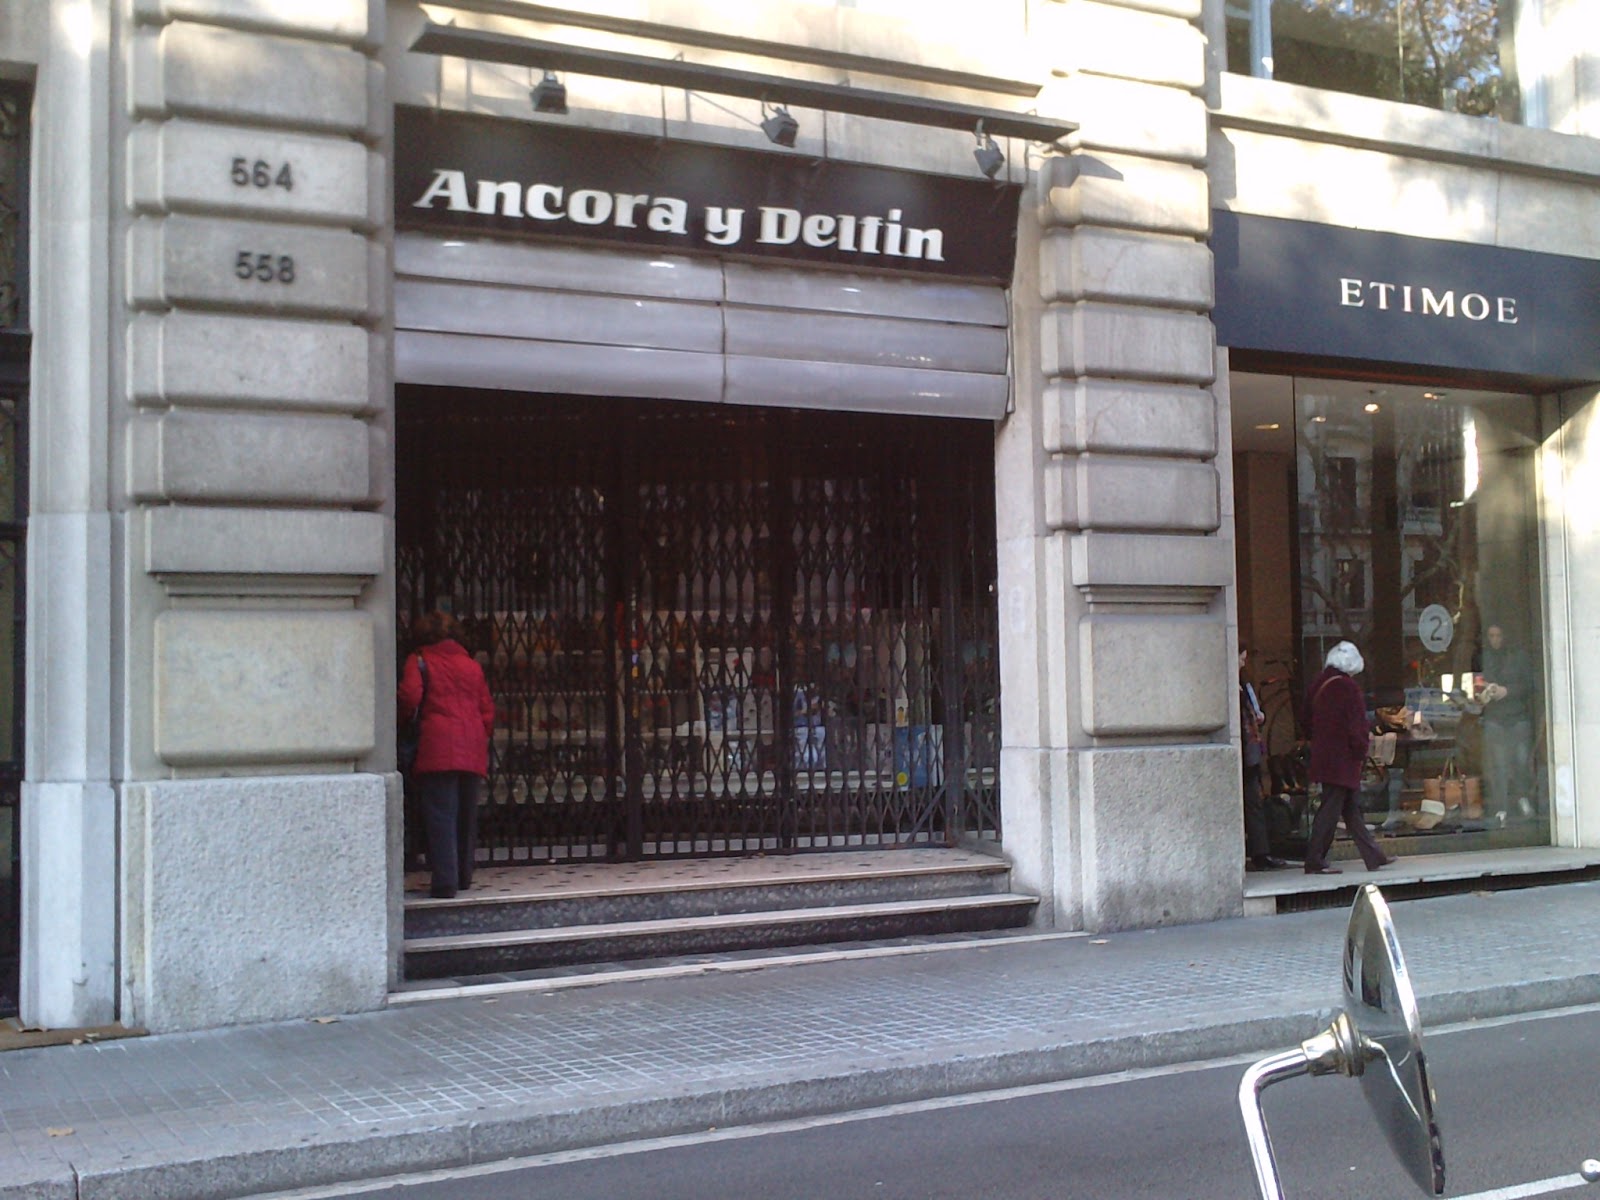 564
558
Ancora y Delfin
ETIMOE
2